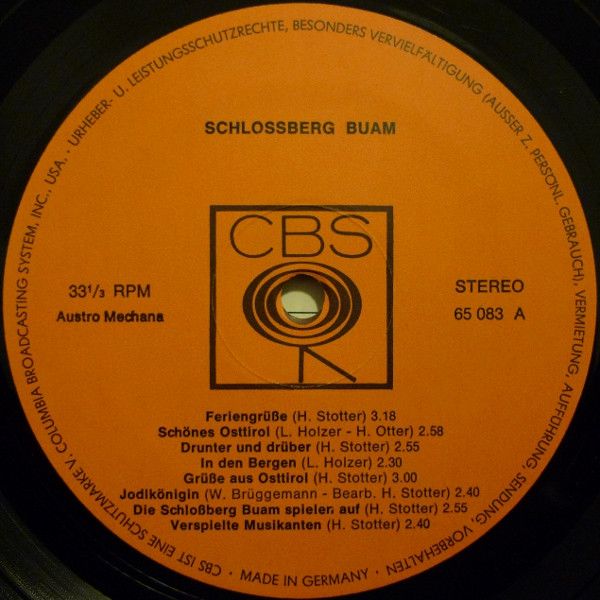 SCHLOSSBERG BUAM
CBS
33¹/₃ RPM
Austro Mechana
STEREO
65 083 A
Feriengrüße (H. Stotter) 3.18
Schönes Osttirol (L. Holzer - H. Otter) 2.58
Drunter und drüber (H. Stotter) 2.55
In den Bergen (L. Holzer) 2.30
Grüße aus Osttirol (H. Stotter) 3.00
Jodlkönigin (W. Brüggemann - Bearb. H. Stotter) 2.40
Die Schloßberg Buam spielen auf (H. Stotter) 2.55
Verspielte Musikanten (H. Stotter) 2.40
CBS IST EINE SCHUTZMARKE V. COLUMBIA BROADCASTING SYSTEM, INC., USA. · URHEBER- U. LEISTUNGSSCHUTZRECHTE, BESONDERS VERVIELFÄLTIGUNG (AUSSER Z. PERSÖNL. GEBRAUCH), VERMIETUNG, AUFFÜHRUNG, SENDUNG, VORBEHALTEN · MADE IN GERMANY ·